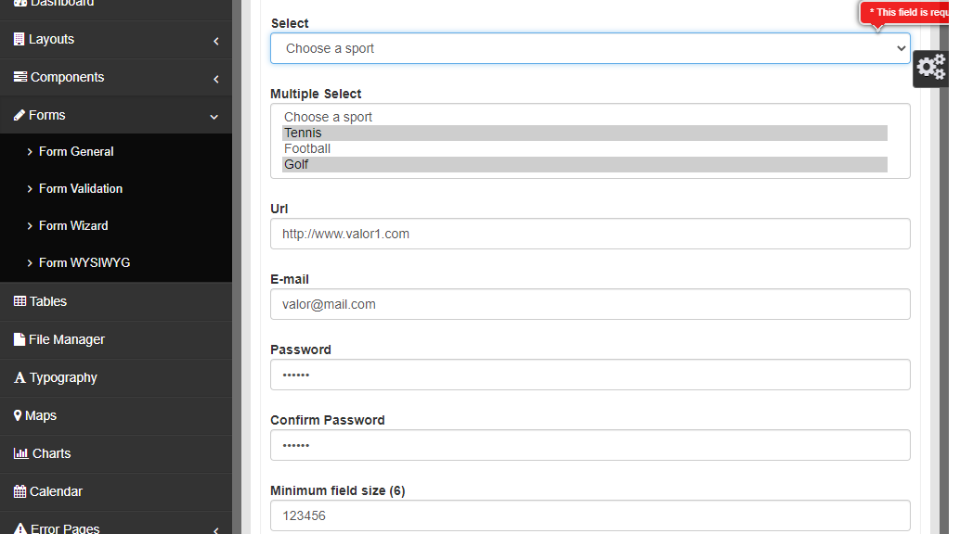 Dashboard
Layouts
Components
Forms
Form General
Form Validation
Form Wizard
Form WYSIWYG
Tables
File Manager
Typography
Maps
Charts
Calendar
Error Pages
* This field is requ
Select
Choose a sport
Multiple Select
Choose a sport
Tennis
Football
Golf
Url
http://www.valor1.com
E-mail
valor@mail.com
Password
••••••
Confirm Password
••••••
Minimum field size (6)
123456